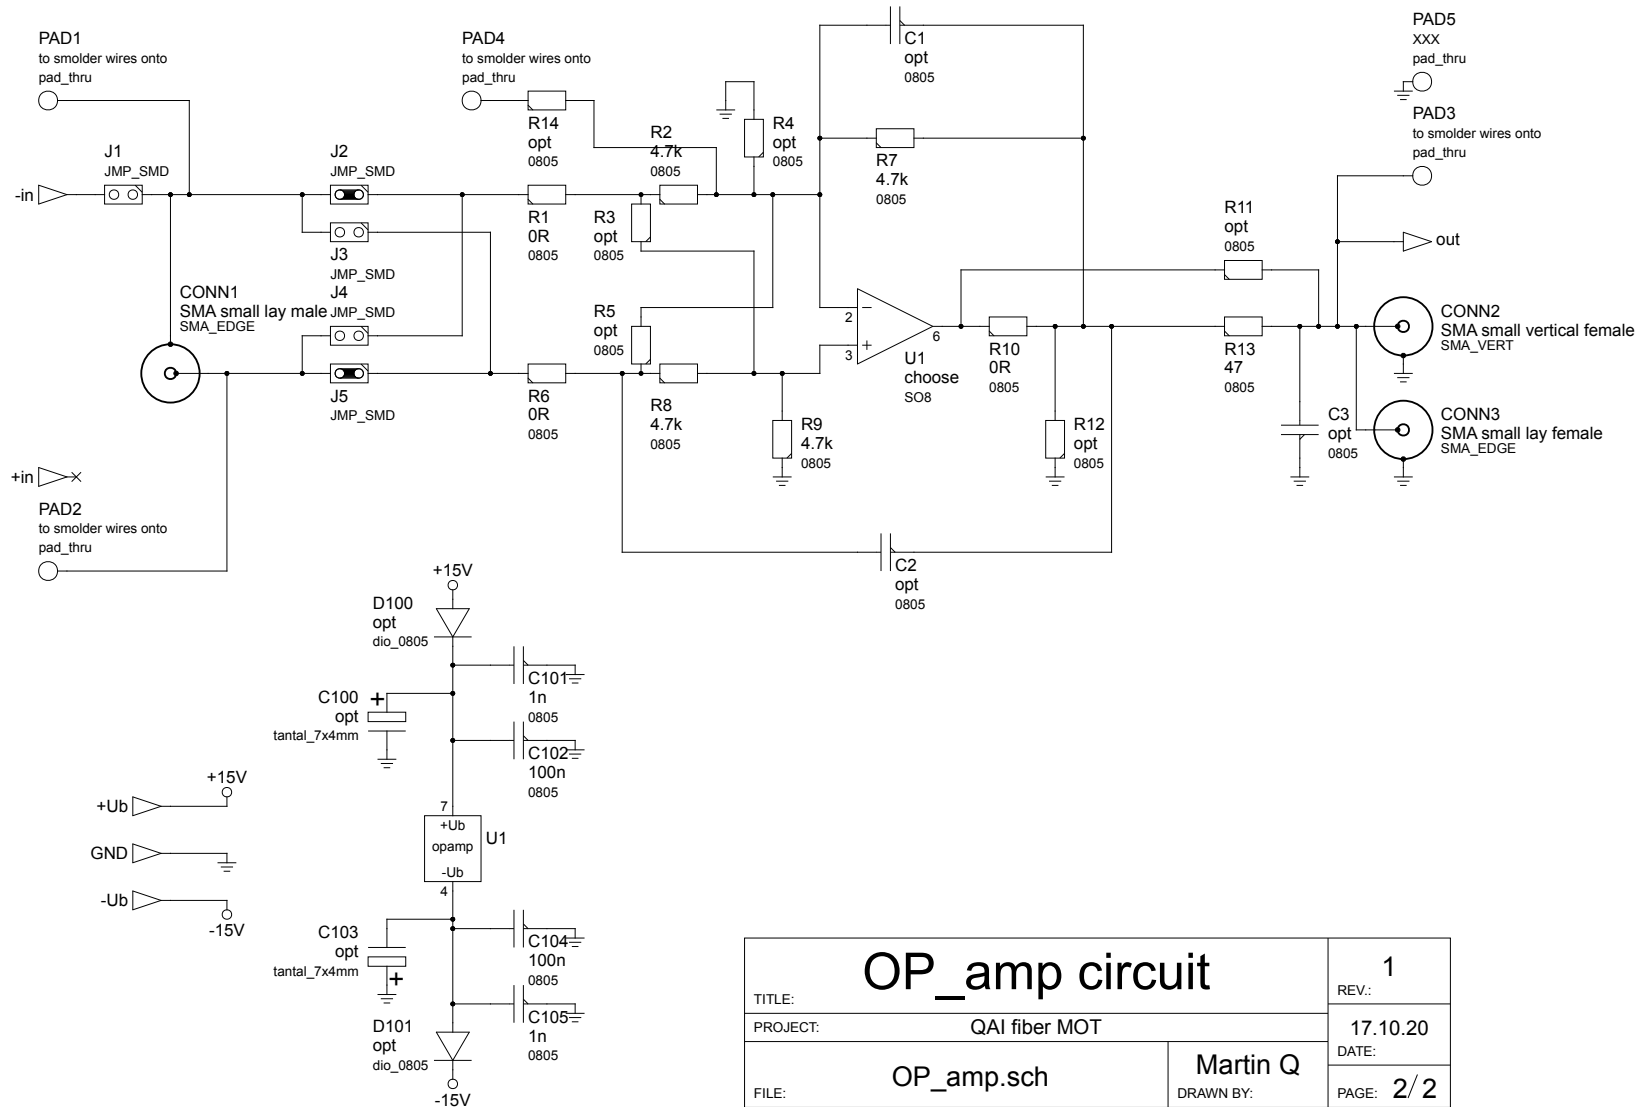 PAD1
to smolder wires onto
pad_thru
PAD4
to smolder wires onto
pad_thru
C1
opt
0805
PAD5
XXX
pad_thru
PAD3
to smolder wires onto
pad_thru
J1
JMP_SMD
J2
JMP_SMD
R14
opt
0805
R2
4.7k
0805
R4
opt
0805
R7
4.7k
0805
-in
R1
0R
0805
R3
opt
0805
R11
opt
0805
out
J3
JMP_SMD
J4
JMP_SMD
CONN1
SMA small lay male
SMA_EDGE
R5
opt
0805
2
3
6
U1
choose
SO8
R10
0R
0805
R13
47
0805
CONN2
SMA small vertical female
SMA_VERT
J5
JMP_SMD
R6
0R
0805
R8
4.7k
0805
R9
4.7k
0805
R12
opt
0805
C3
opt
0805
CONN3
SMA small lay female
SMA_EDGE
+in
PAD2
to smolder wires onto
pad_thru
C2
opt
0805
+15V
D100
opt
dio_0805
C101
1n
0805
C100
opt
tantal_7x4mm
C102
100n
0805
+15V
+Ub
GND
-Ub
-15V
7
+Ub
opamp
-Ub
4
U1
C103
opt
tantal_7x4mm
C104
100n
0805
C105
1n
0805
D101
opt
dio_0805
-15V
TITLE: OP_amp circuit
REV.: 1
PROJECT: QAI fiber MOT
17.10.20
DATE:
FILE: OP_amp.sch
Martin Q
DRAWN BY:
PAGE: 2/2